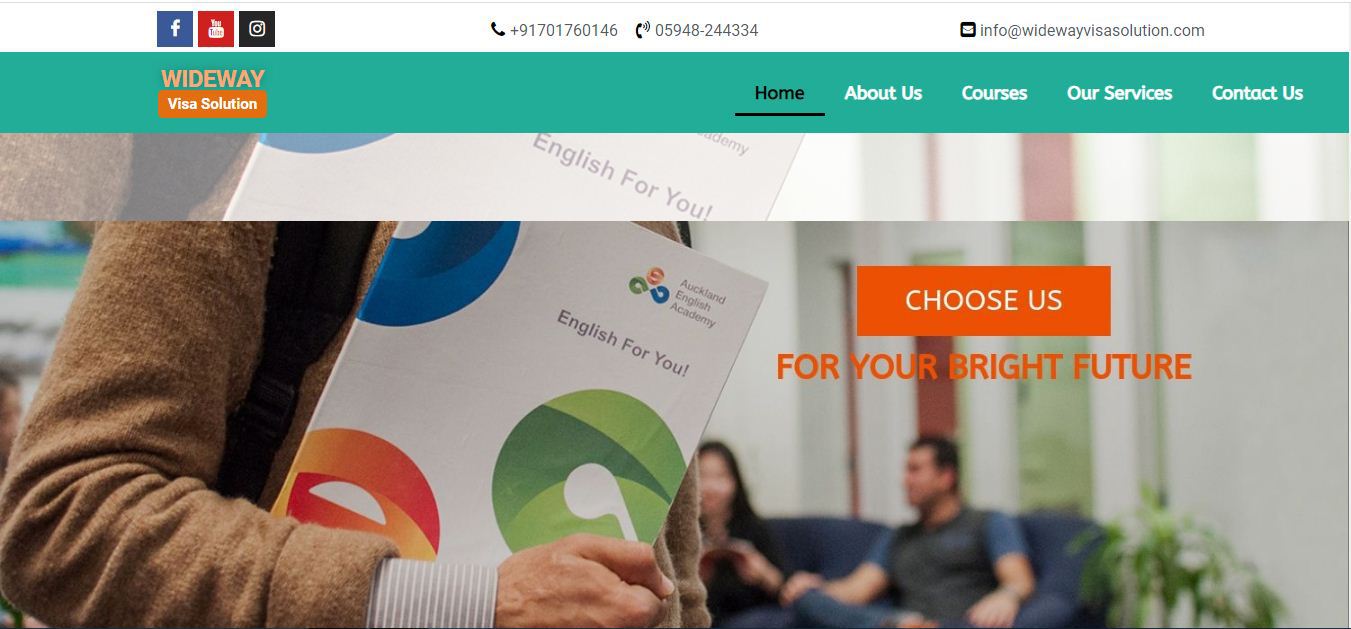 You Tube
+91701760146
05948-244334
info@widewayvisasolution.com
WIDEWAY
Visa Solution
Home
About Us
Courses
Our Services
Contact Us
English For You!
Auckland
English
Academy
English For You!
CHOOSE US
FOR YOUR BRIGHT FUTURE